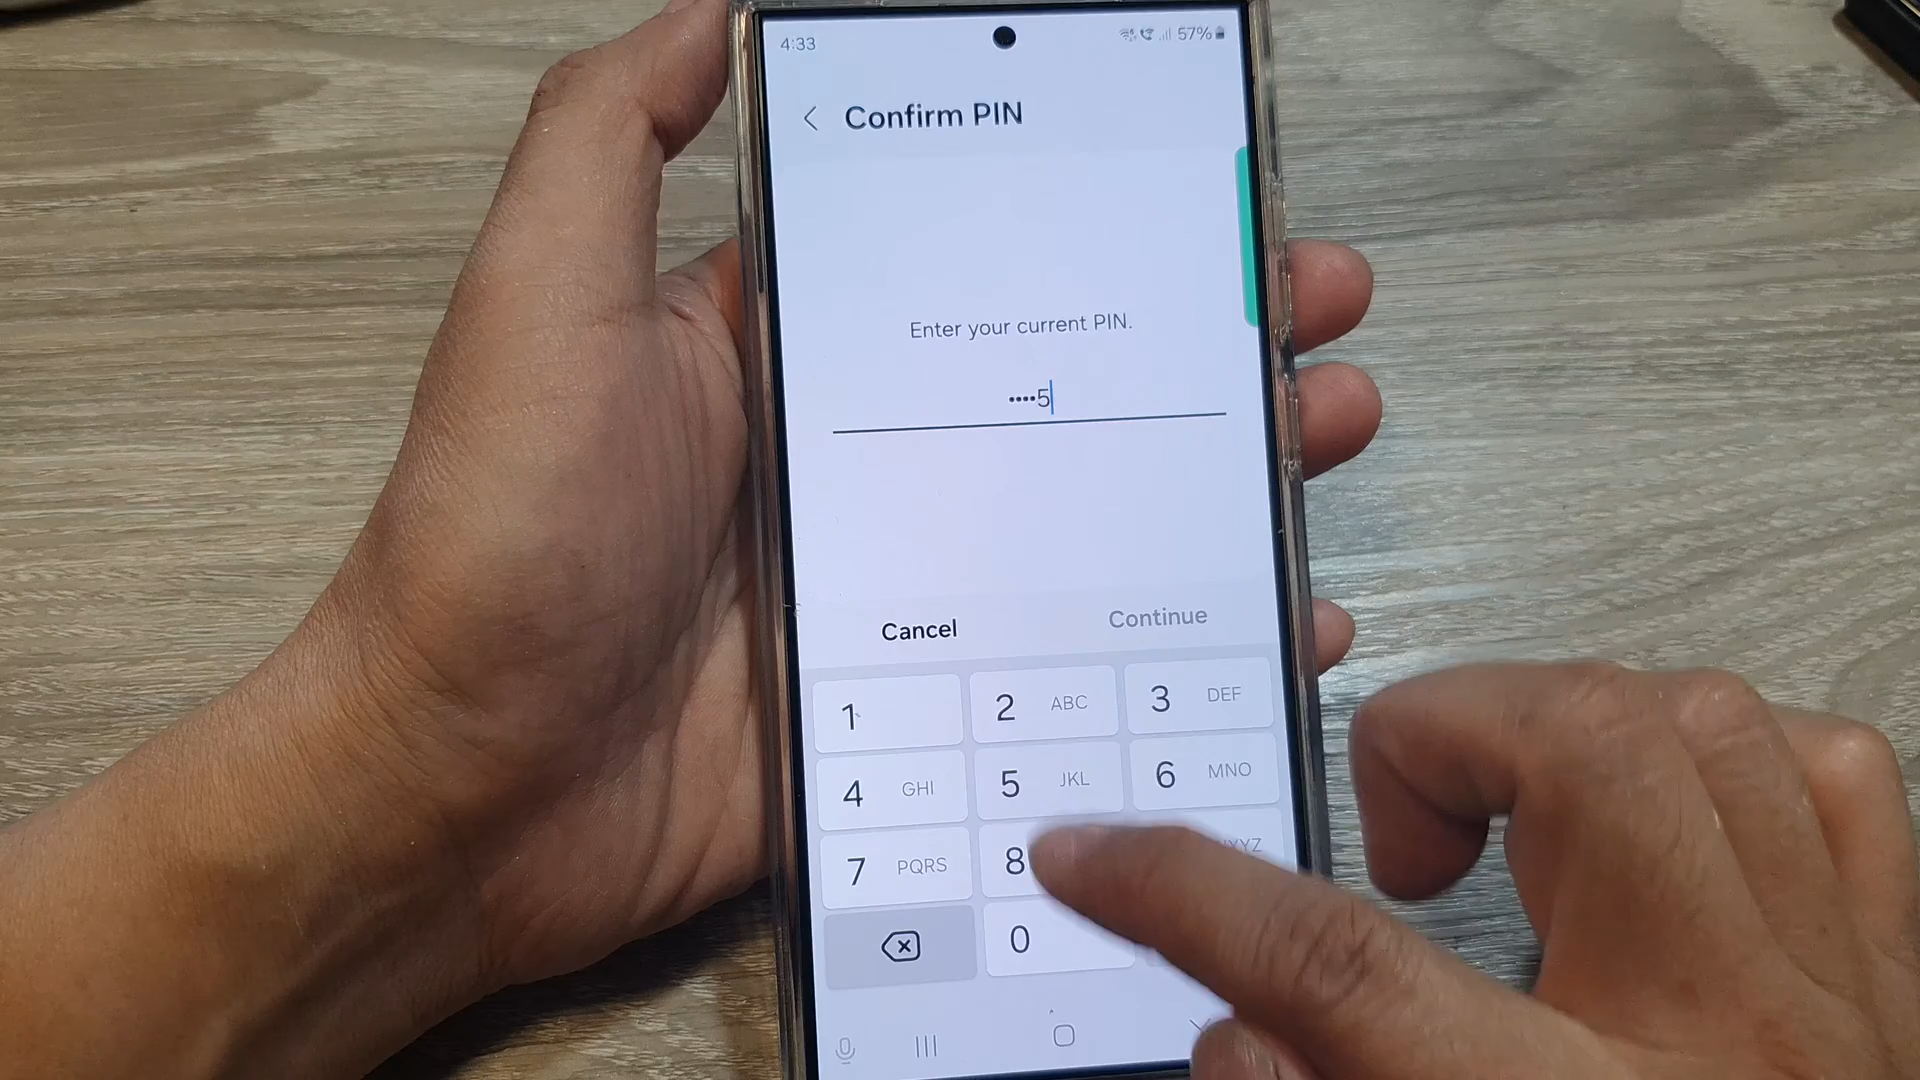 4:33
57%
Confirm PIN
Enter your current PIN.
••••5
Cancel
Continue
1
2 ABC
3 DEF
4 GHI
5 JKL
6 MNO
7 PQRS
8
0